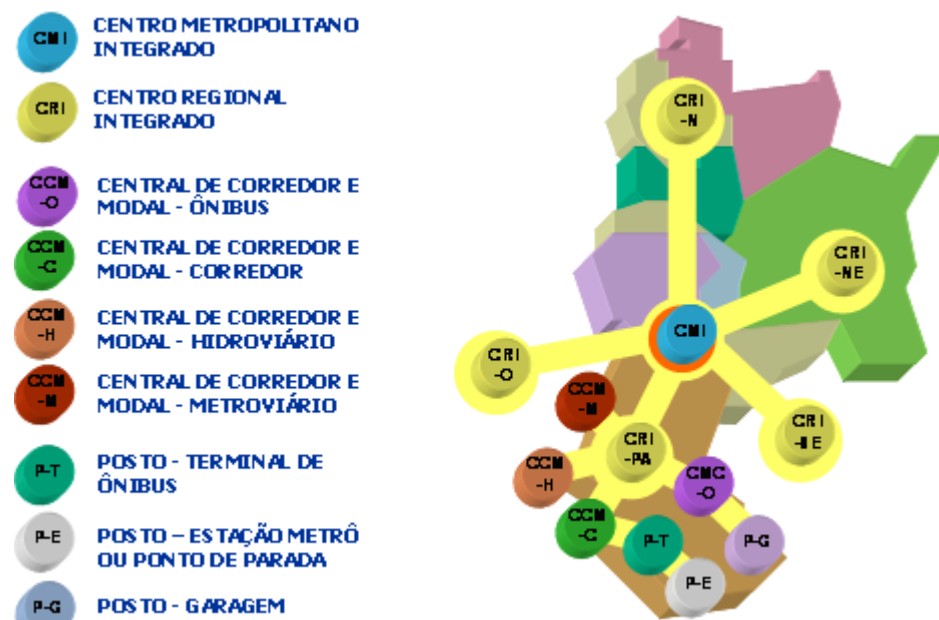 CMI
CENTRO METROPOLITANO
INTEGRADO
CRI
CENTRO REGIONAL
INTEGRADO
CCM
-O
CENTRAL DE CORREDOR E
MODAL - ÔNIBUS
CCM
-C
CENTRAL DE CORREDOR E
MODAL - CORREDOR
CCM
-H
CENTRAL DE CORREDOR E
MODAL - HIDROVIÁRIO
CCM
-M
CENTRAL DE CORREDOR E
MODAL - METROVIÁRIO
P-T
POSTO - TERMINAL DE
ÔNIBUS
P-E
POSTO – ESTAÇÃO METRÔ
OU PONTO DE PARADA
P-G
POSTO - GARAGEM
CRI
-N
CRI
-NE
CMI
CRI
-O
CCM
-M
CRI
-NE
CRI
-PA
CCM
-H
CMC
-O
CCM
-C
P-T
P-G
P-E